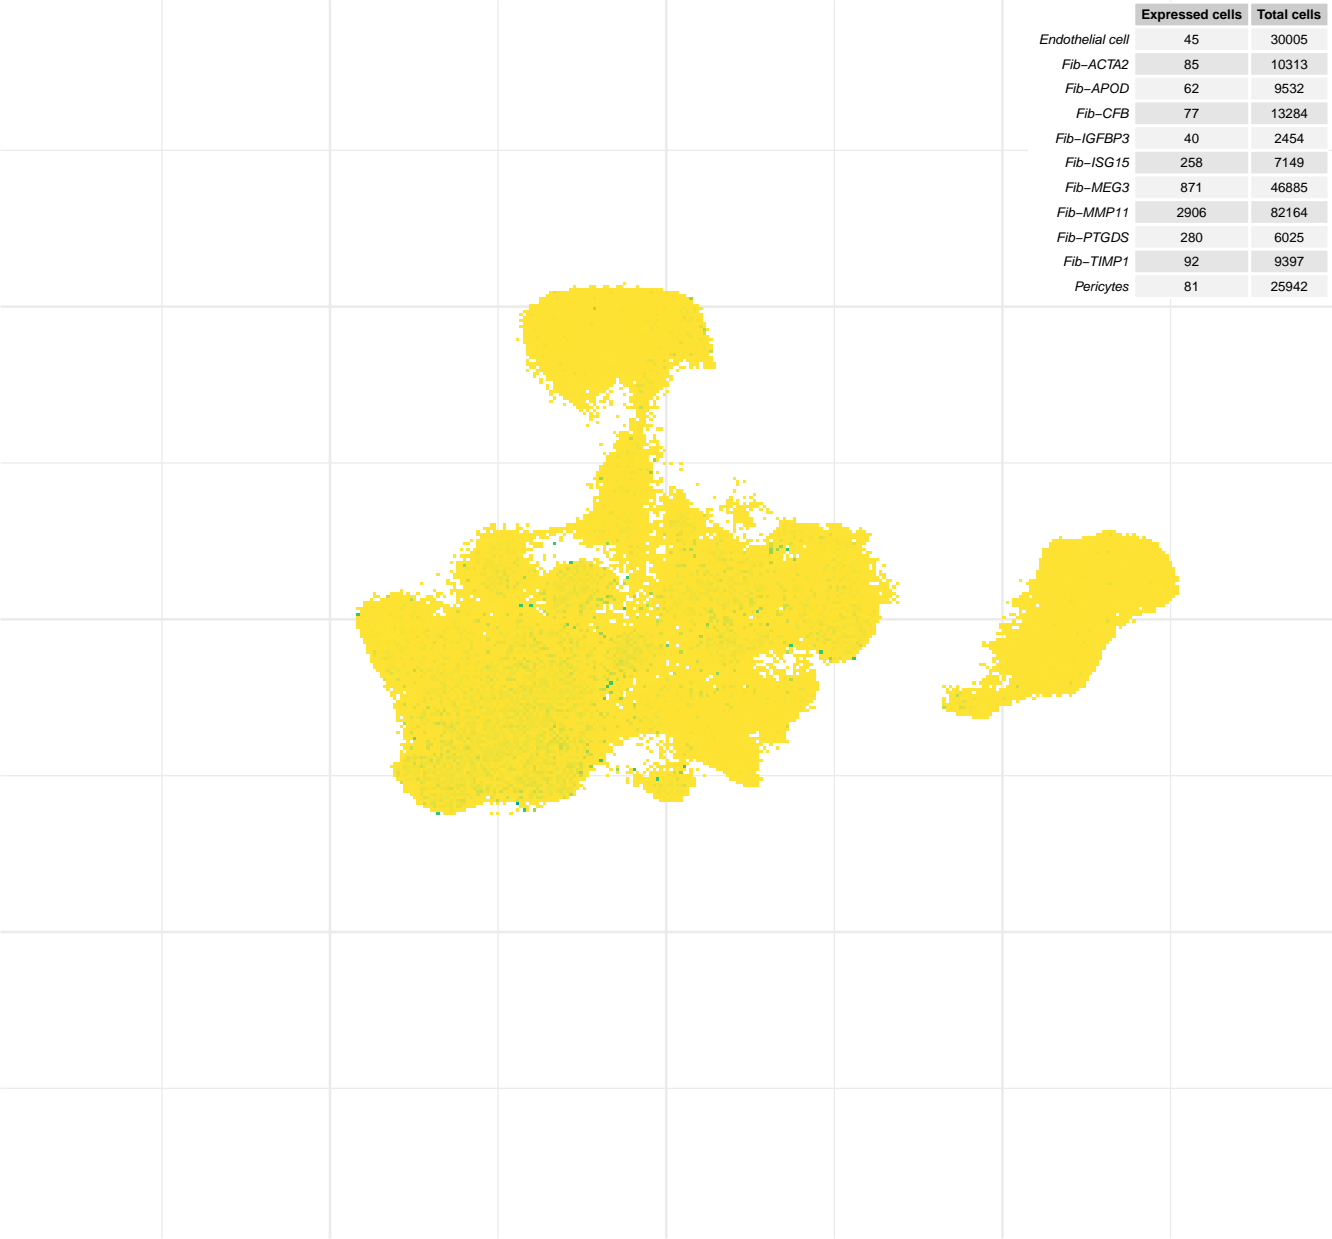 Expressed cells Total cells
Endothelial cell 45 30005
Fib−ACTA2 85 10313
Fib−APOD 62 9532
Fib−CFB 77 13284
Fib−IGFBP3 40 2454
Fib−ISG15 258 7149
Fib−MEG3 871 46885
Fib−MMP11 2906 82164
Fib−PTGDS 280 6025
Fib−TIMP1 92 9397
Pericytes 81 25942